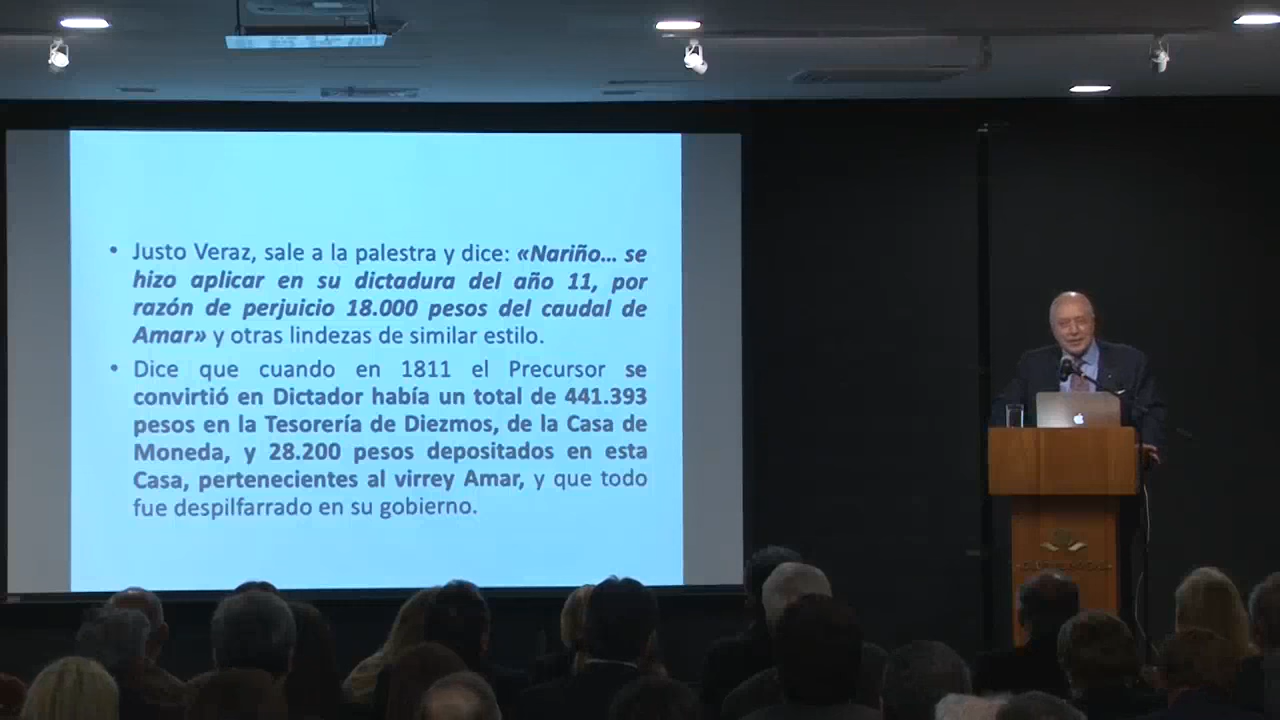 • Justo Veraz, sale a la palestra y dice: «Nariño... se
hizo aplicar en su dictadura del año 11, por
razón de perjuicio 18.000 pesos del caudal de
Amar» y otras lindezas de similar estilo.
• Dice que cuando en 1811 el Precursor se
convirtió en Dictador había un total de 441.393
pesos en la Tesorería de Diezmos, de la Casa de
Moneda, y 28.200 pesos depositados en esta
Casa, pertenecientes al virrey Amar, y que todo
fue despilfarrado en su gobierno.